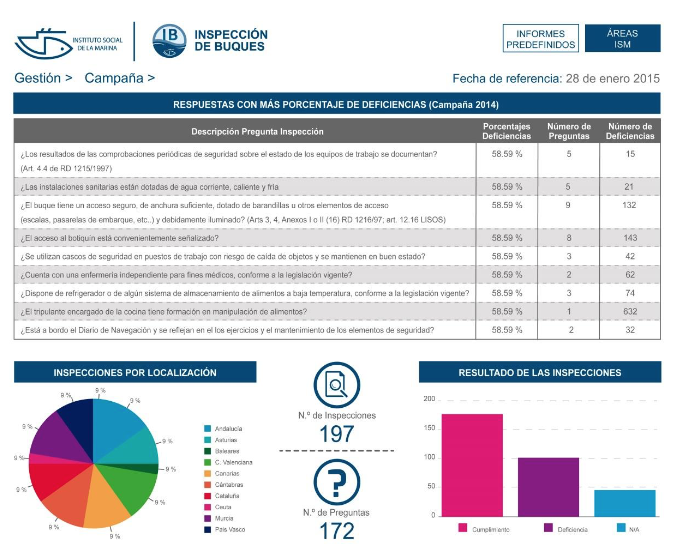 INSTITUTO SOCIAL
DE LA MARINA
IB
INSPECCIÓN
DE BUQUES
INFORMES
PREDEFINIDOS
ÁREAS
ISM
Gestión > Campaña >
Fecha de referencia: 28 de enero 2015
RESPUESTAS CON MÁS PORCENTAJE DE DEFICIENCIAS (Campaña 2014)
Descripción Pregunta Inspección
Porcentajes
Deficiencias
Número de
Preguntas
Número de
Deficiencias
¿Los resultados de las comprobaciones periódicas de seguridad sobre el estado de los equipos de trabajo se documentan? 58.59 % 5 15
(Art. 4.4 de RD 1215/1997)
¿Las instalaciones sanitarias están dotadas de agua corriente, caliente y fría 58.59 % 5 21
¿El buque tiene un acceso seguro, de anchura suficiente, dotado de barandillas u otros elementos de acceso 58.59 % 9 132
(escalas, pasarelas de embarque, etc..) y debidamente iluminado? (Arts 3, 4, Anexos I o II (16) RD 1216/97; art. 12.16 LISOS)
¿El acceso al botiquín está convenientemente señalizado? 58.59 % 8 143
¿Se utilizan cascos de seguridad en puestos de trabajo con riesgo de caída de objetos y se mantienen en buen estado? 58.59 % 3 42
¿Cuenta con una enfermería independiente para fines médicos, conforme a la legislación vigente? 58.59 % 2 62
¿Dispone de refrigerador o de algún sistema de almacenamiento de alimentos a baja temperatura, conforme a la legislación vigente? 58.59 % 3 74
¿El tripulante encargado de la cocina tiene formación en manipulación de alimentos? 58.59 % 1 632
¿Está a bordo el Diario de Navegación y se reflejan en el los ejercicios y el mantenimiento de los elementos de seguridad? 58.59 % 2 32
INSPECCIONES POR LOCALIZACIÓN
9 %
9 %
9 %
9 %
9 %
9 %
9 %
9 %
9 %
9 %
9 %
Andalucía
Asturias
Baleares
C. Valenciana
Canarias
Cántabras
Cataluña
Ceuta
Murcia
País Vasco
N.º de Inspecciones
197
N.º de Preguntas
172
RESULTADO DE LAS INSPECCIONES
200
150
100
50
0
Cumplimiento
Deficiencia
N/A